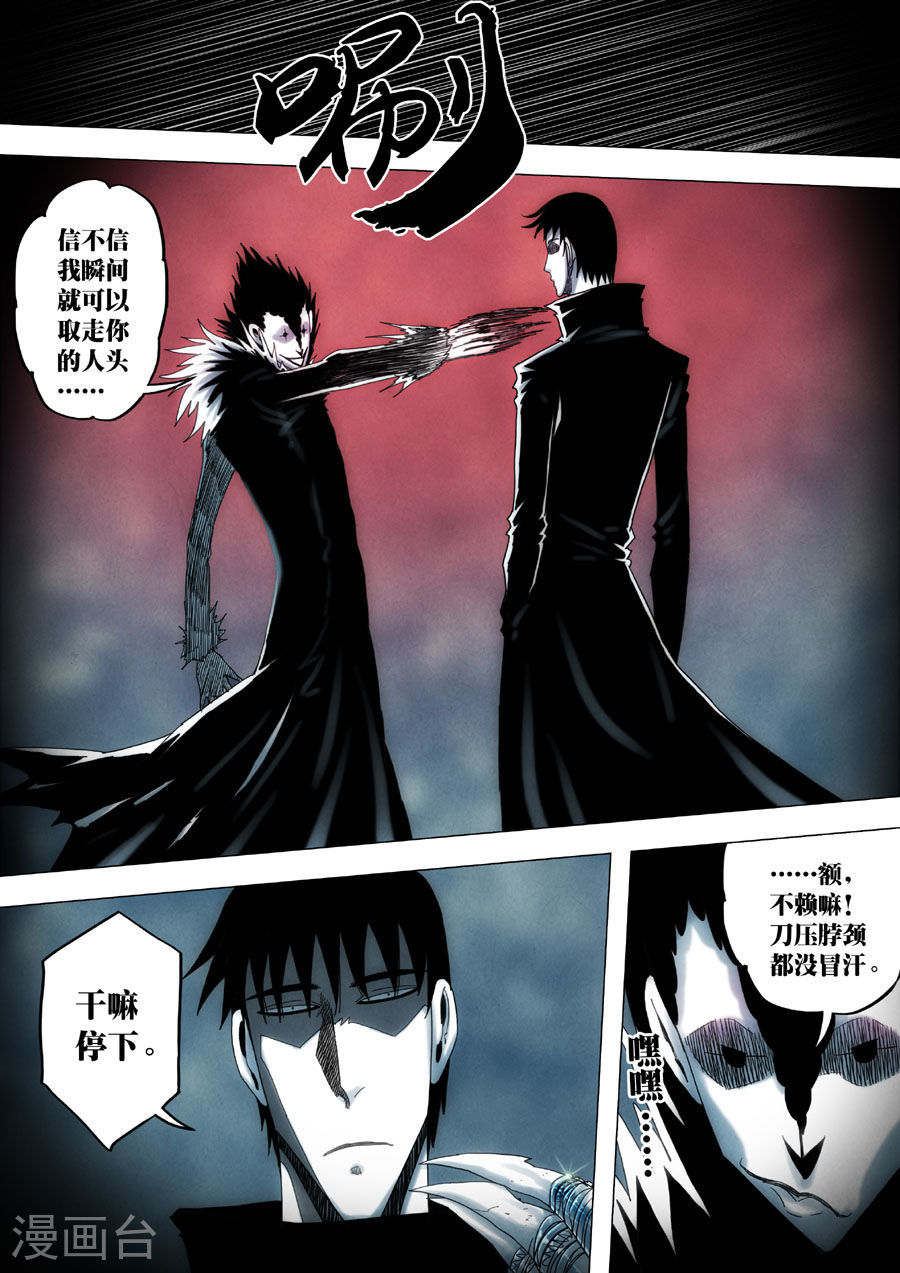 唰
信不信
我瞬间
就可以
取走你
的人头
……
……额，
不赖嘛！
刀压脖颈
都没冒汗。
嘿嘿……
干嘛
停下。
漫画台